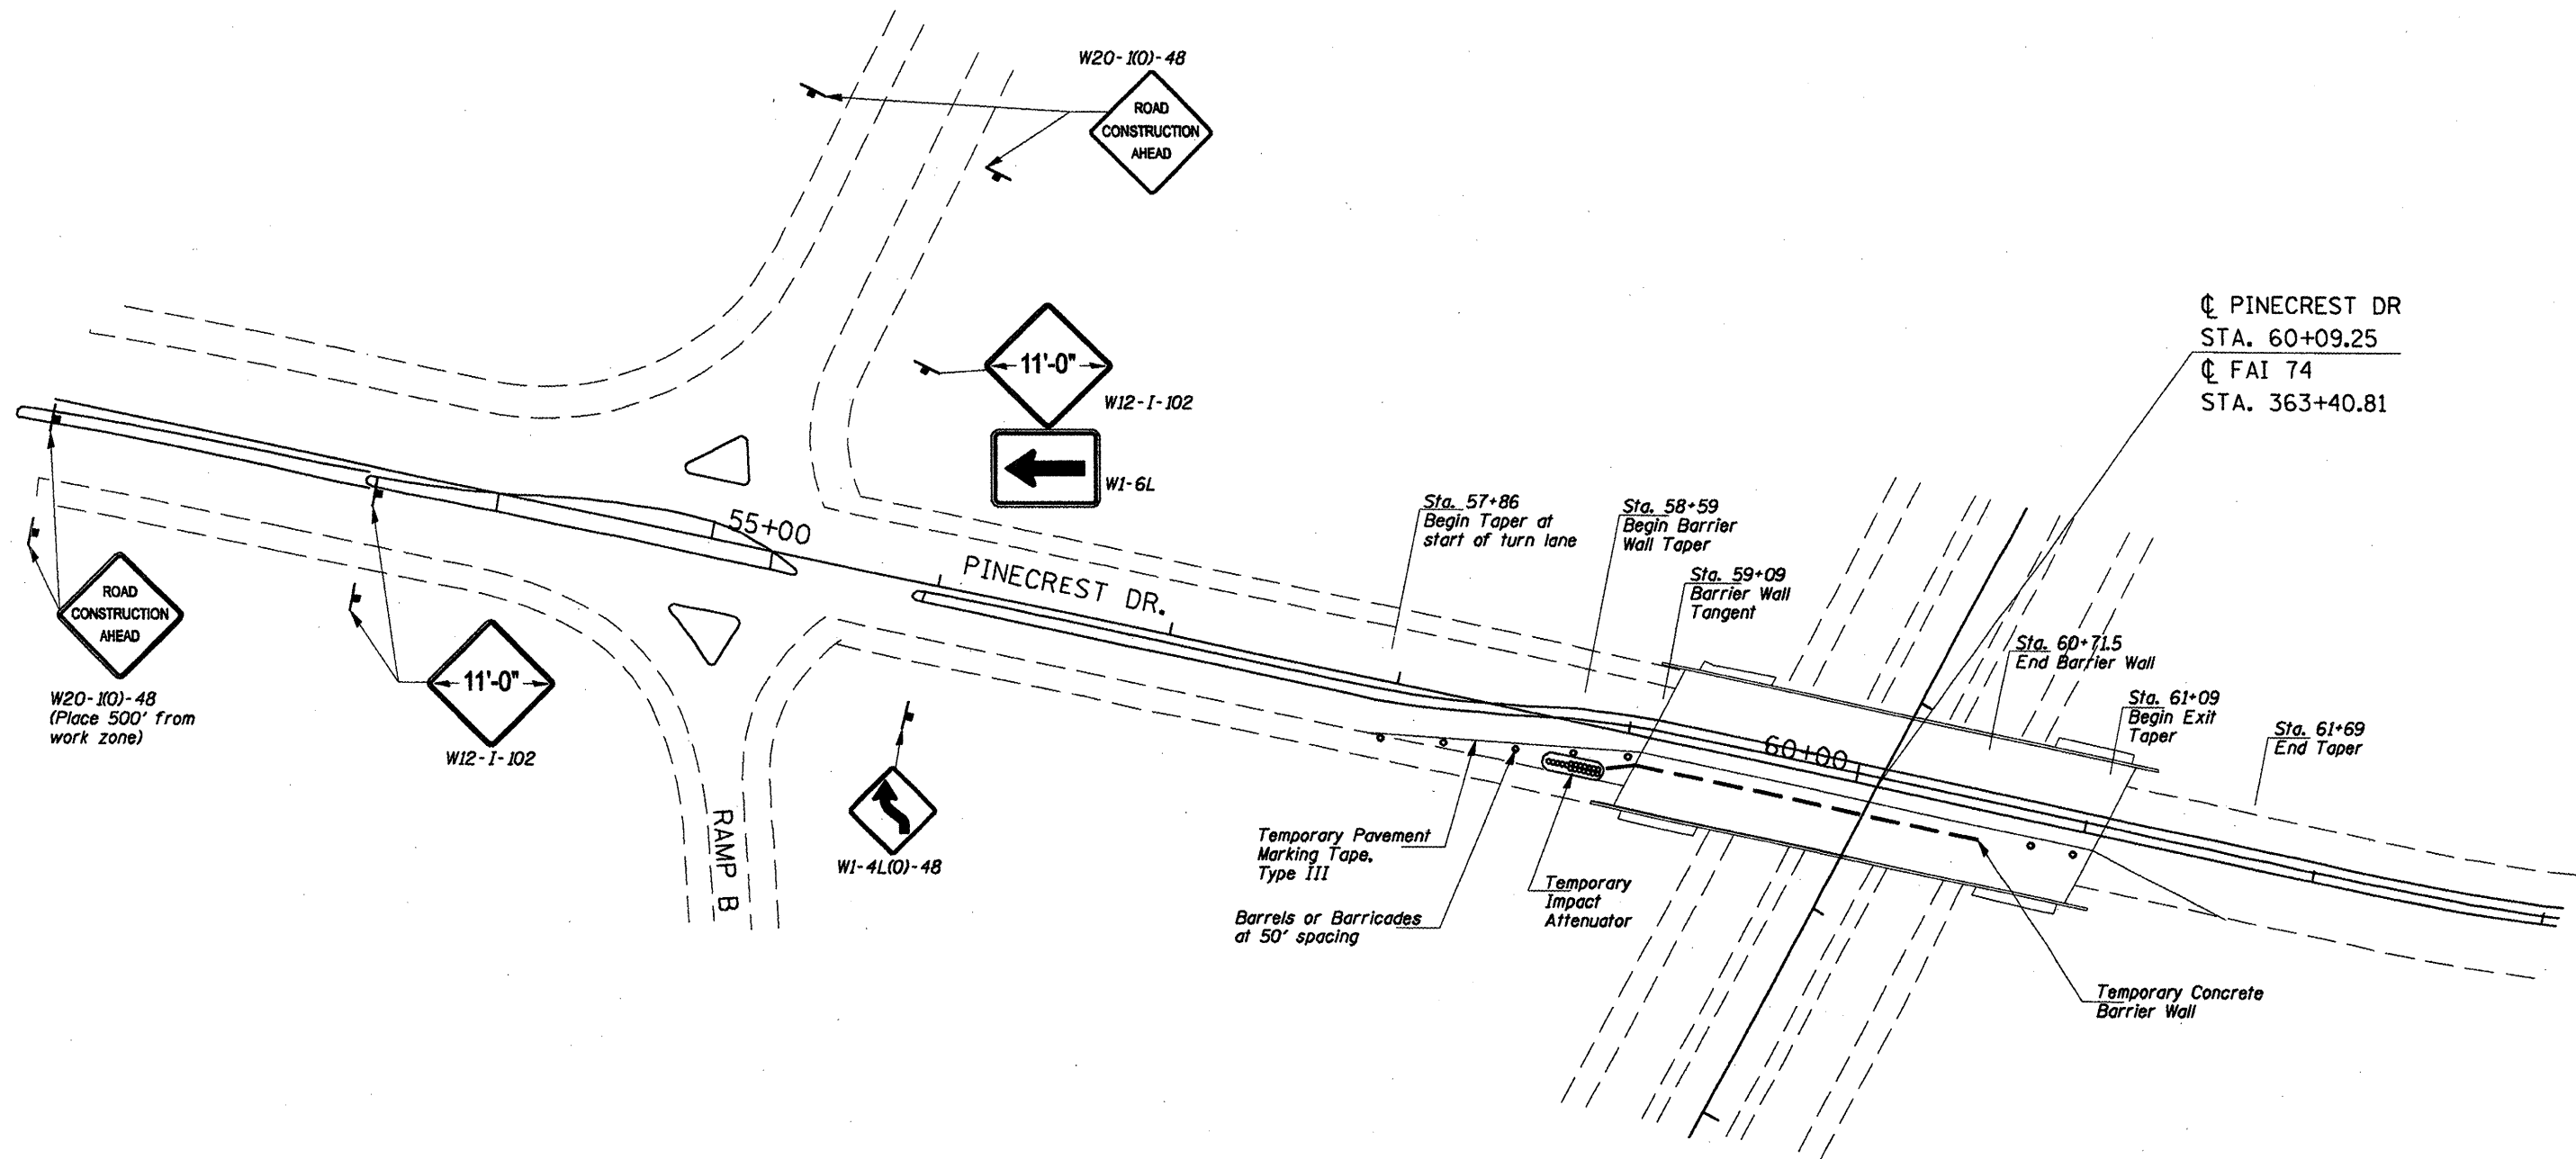 W20-1(O)-48
ROAD
CONSTRUCTION
AHEAD
11'-0"
W12-I-102
W1-6L
℄ PINECREST DR
STA. 60+09.25
℄ FAI 74
STA. 363+40.81
55+00
PINECREST DR.
Sta. 57+86
Begin Taper at
start of turn lane
Sta. 58+59
Begin Barrier
Wall Taper
Sta. 59+09
Barrier Wall
Tangent
Sta. 60+71.5
End Barrier Wall
Sta. 61+09
Begin Exit
Taper
Sta. 61+69
End Taper
60+00
ROAD
CONSTRUCTION
AHEAD
W20-1(O)-48
(Place 500' from
work zone)
11'-0"
W12-I-102
RAMP B
W1-4L(O)-48
Temporary Pavement
Marking Tape,
Type III
Barrels or Barricades
at 50' spacing
Temporary
Impact
Attenuator
Temporary Concrete
Barrier Wall